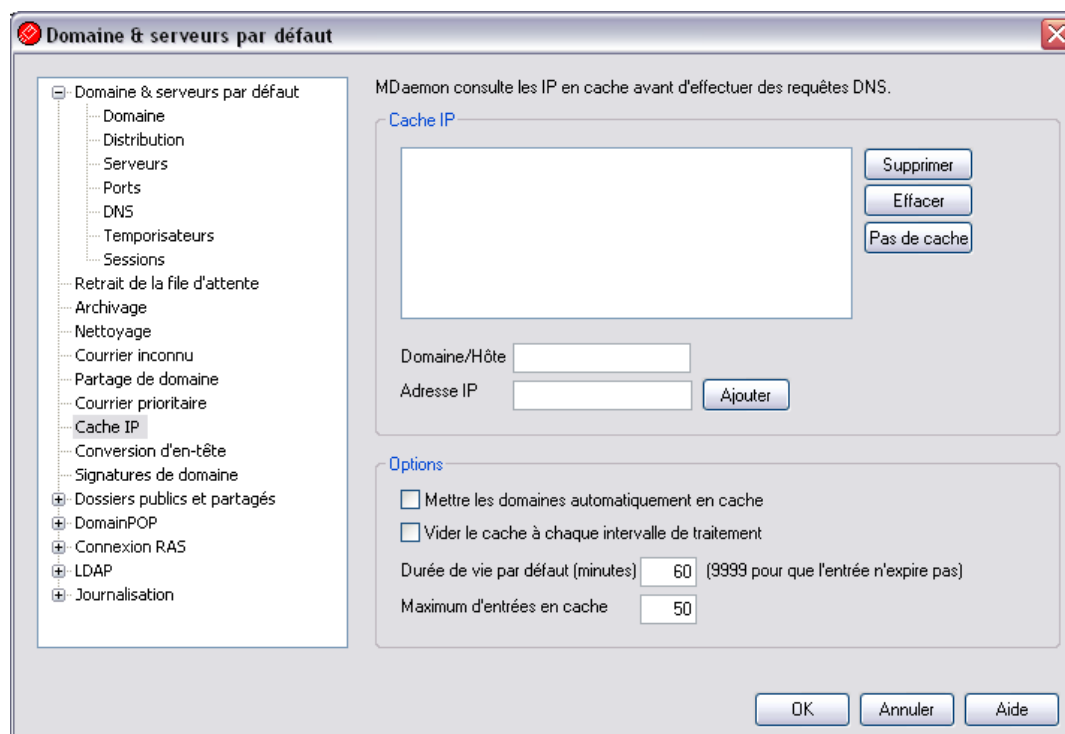 Domaine & serveurs par défaut
Domaine & serveurs par défaut
Domaine
Distribution
Serveurs
Ports
DNS
Temporisateurs
Sessions
Retrait de la file d'attente
Archivage
Nettoyage
Courrier inconnu
Partage de domaine
Courrier prioritaire
Cache IP
Conversion d'en-tête
Signatures de domaine
Dossiers publics et partagés
DomainPOP
Connexion RAS
LDAP
Journalisation
MDaemon consulte les IP en cache avant d'effectuer des requêtes DNS.
Cache IP
Supprimer
Effacer
Pas de cache
Domaine/Hôte
Adresse IP
Ajouter
Options
Mettre les domaines automatiquement en cache
Vider le cache à chaque intervalle de traitement
Durée de vie par défaut (minutes) 60 (9999 pour que l'entrée n'expire pas)
Maximum d'entrées en cache 50
OK Annuler Aide